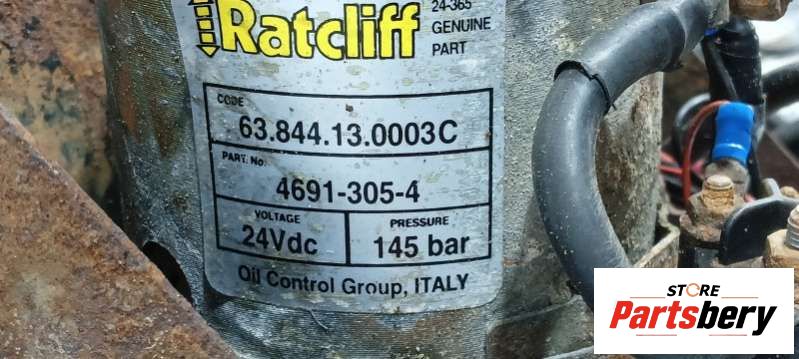 Ratcliff
24-365
GENUINE
PART
CODE
63.844.13.0003C
PART. No.
4691-305-4
VOLTAGE
24Vdc
PRESSURE
145 bar
Oil Control Group, ITALY
STORE
Partsbery